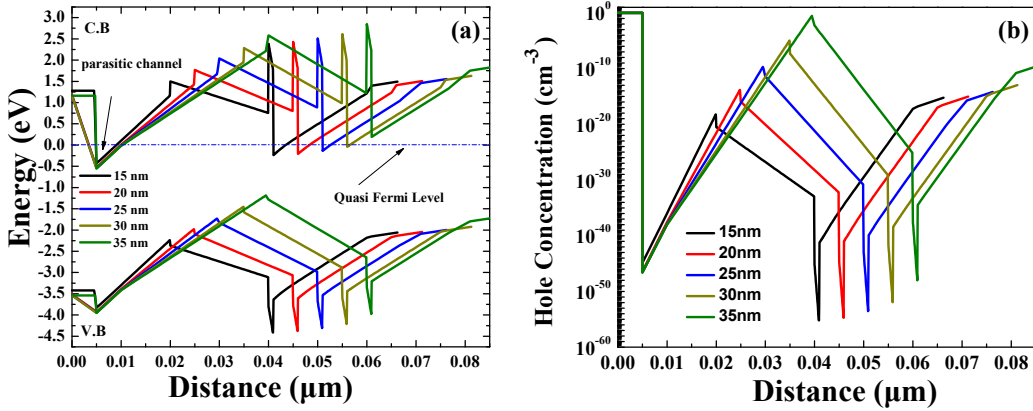 (a)
C.B
parasitic channel
Quasi Fermi Level
15 nm
20 nm
25 nm
30 nm
35 nm
V.B
Energy (eV)
3.0
2.5
2.0
1.5
1.0
0.5
0.0
-0.5
-1.5
-2.0
-2.5
-3.0
-3.5
-4.0
-4.5
0.00 0.01 0.02 0.03 0.04 0.05 0.06 0.07 0.08
Distance (µm)
(b)
Hole Concentration (cm⁻³)
10⁰
10⁻¹⁰
10⁻²⁰
10⁻³⁰
10⁻⁴⁰
10⁻⁵⁰
10⁻⁶⁰
15nm
20nm
25nm
30nm
35nm
0.00 0.01 0.02 0.03 0.04 0.05 0.06 0.07 0.08
Distance (µm)